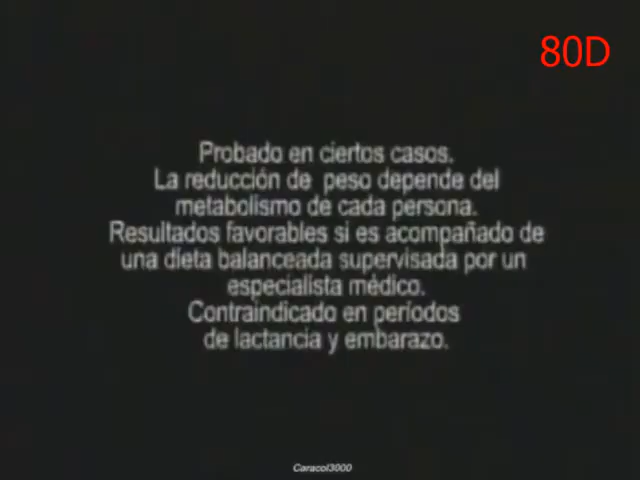 80D
Probado en ciertos casos.
La reducción de peso depende del
metabolismo de cada persona.
Resultados favorables si es acompañado de
una dieta balanceada supervisada por un
especialista médico.
Contraindicado en períodos
de lactancia y embarazo.
Caracol3000